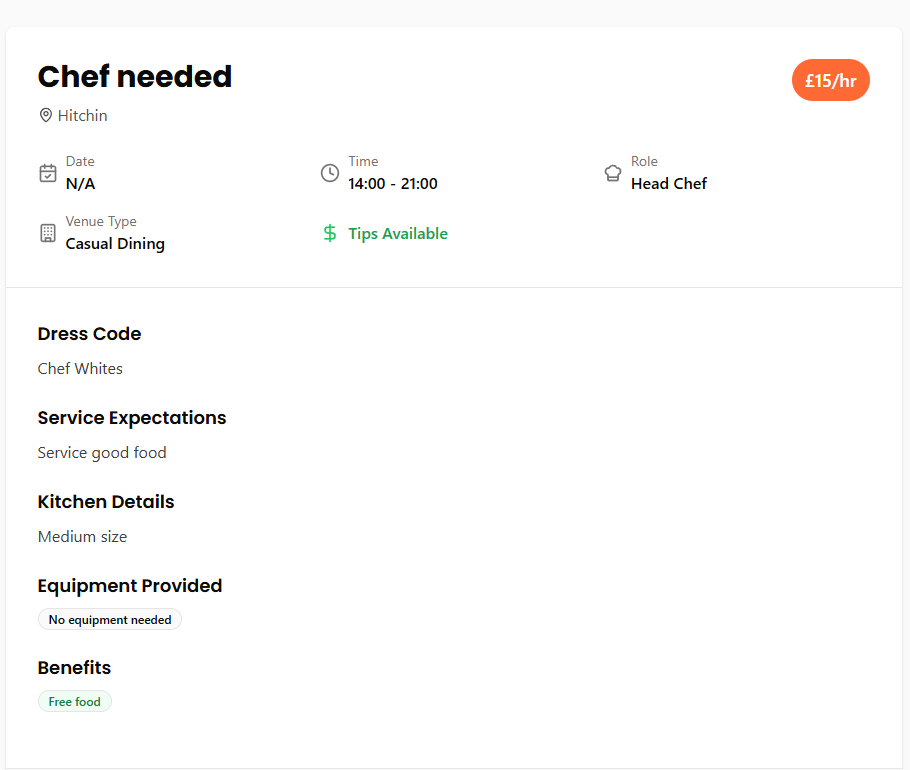 Chef needed
£15/hr
Hitchin
Date
N/A
Time
14:00 - 21:00
Role
Head Chef
Venue Type
Casual Dining
Tips Available
Dress Code
Chef Whites
Service Expectations
Service good food
Kitchen Details
Medium size
Equipment Provided
No equipment needed
Benefits
Free food